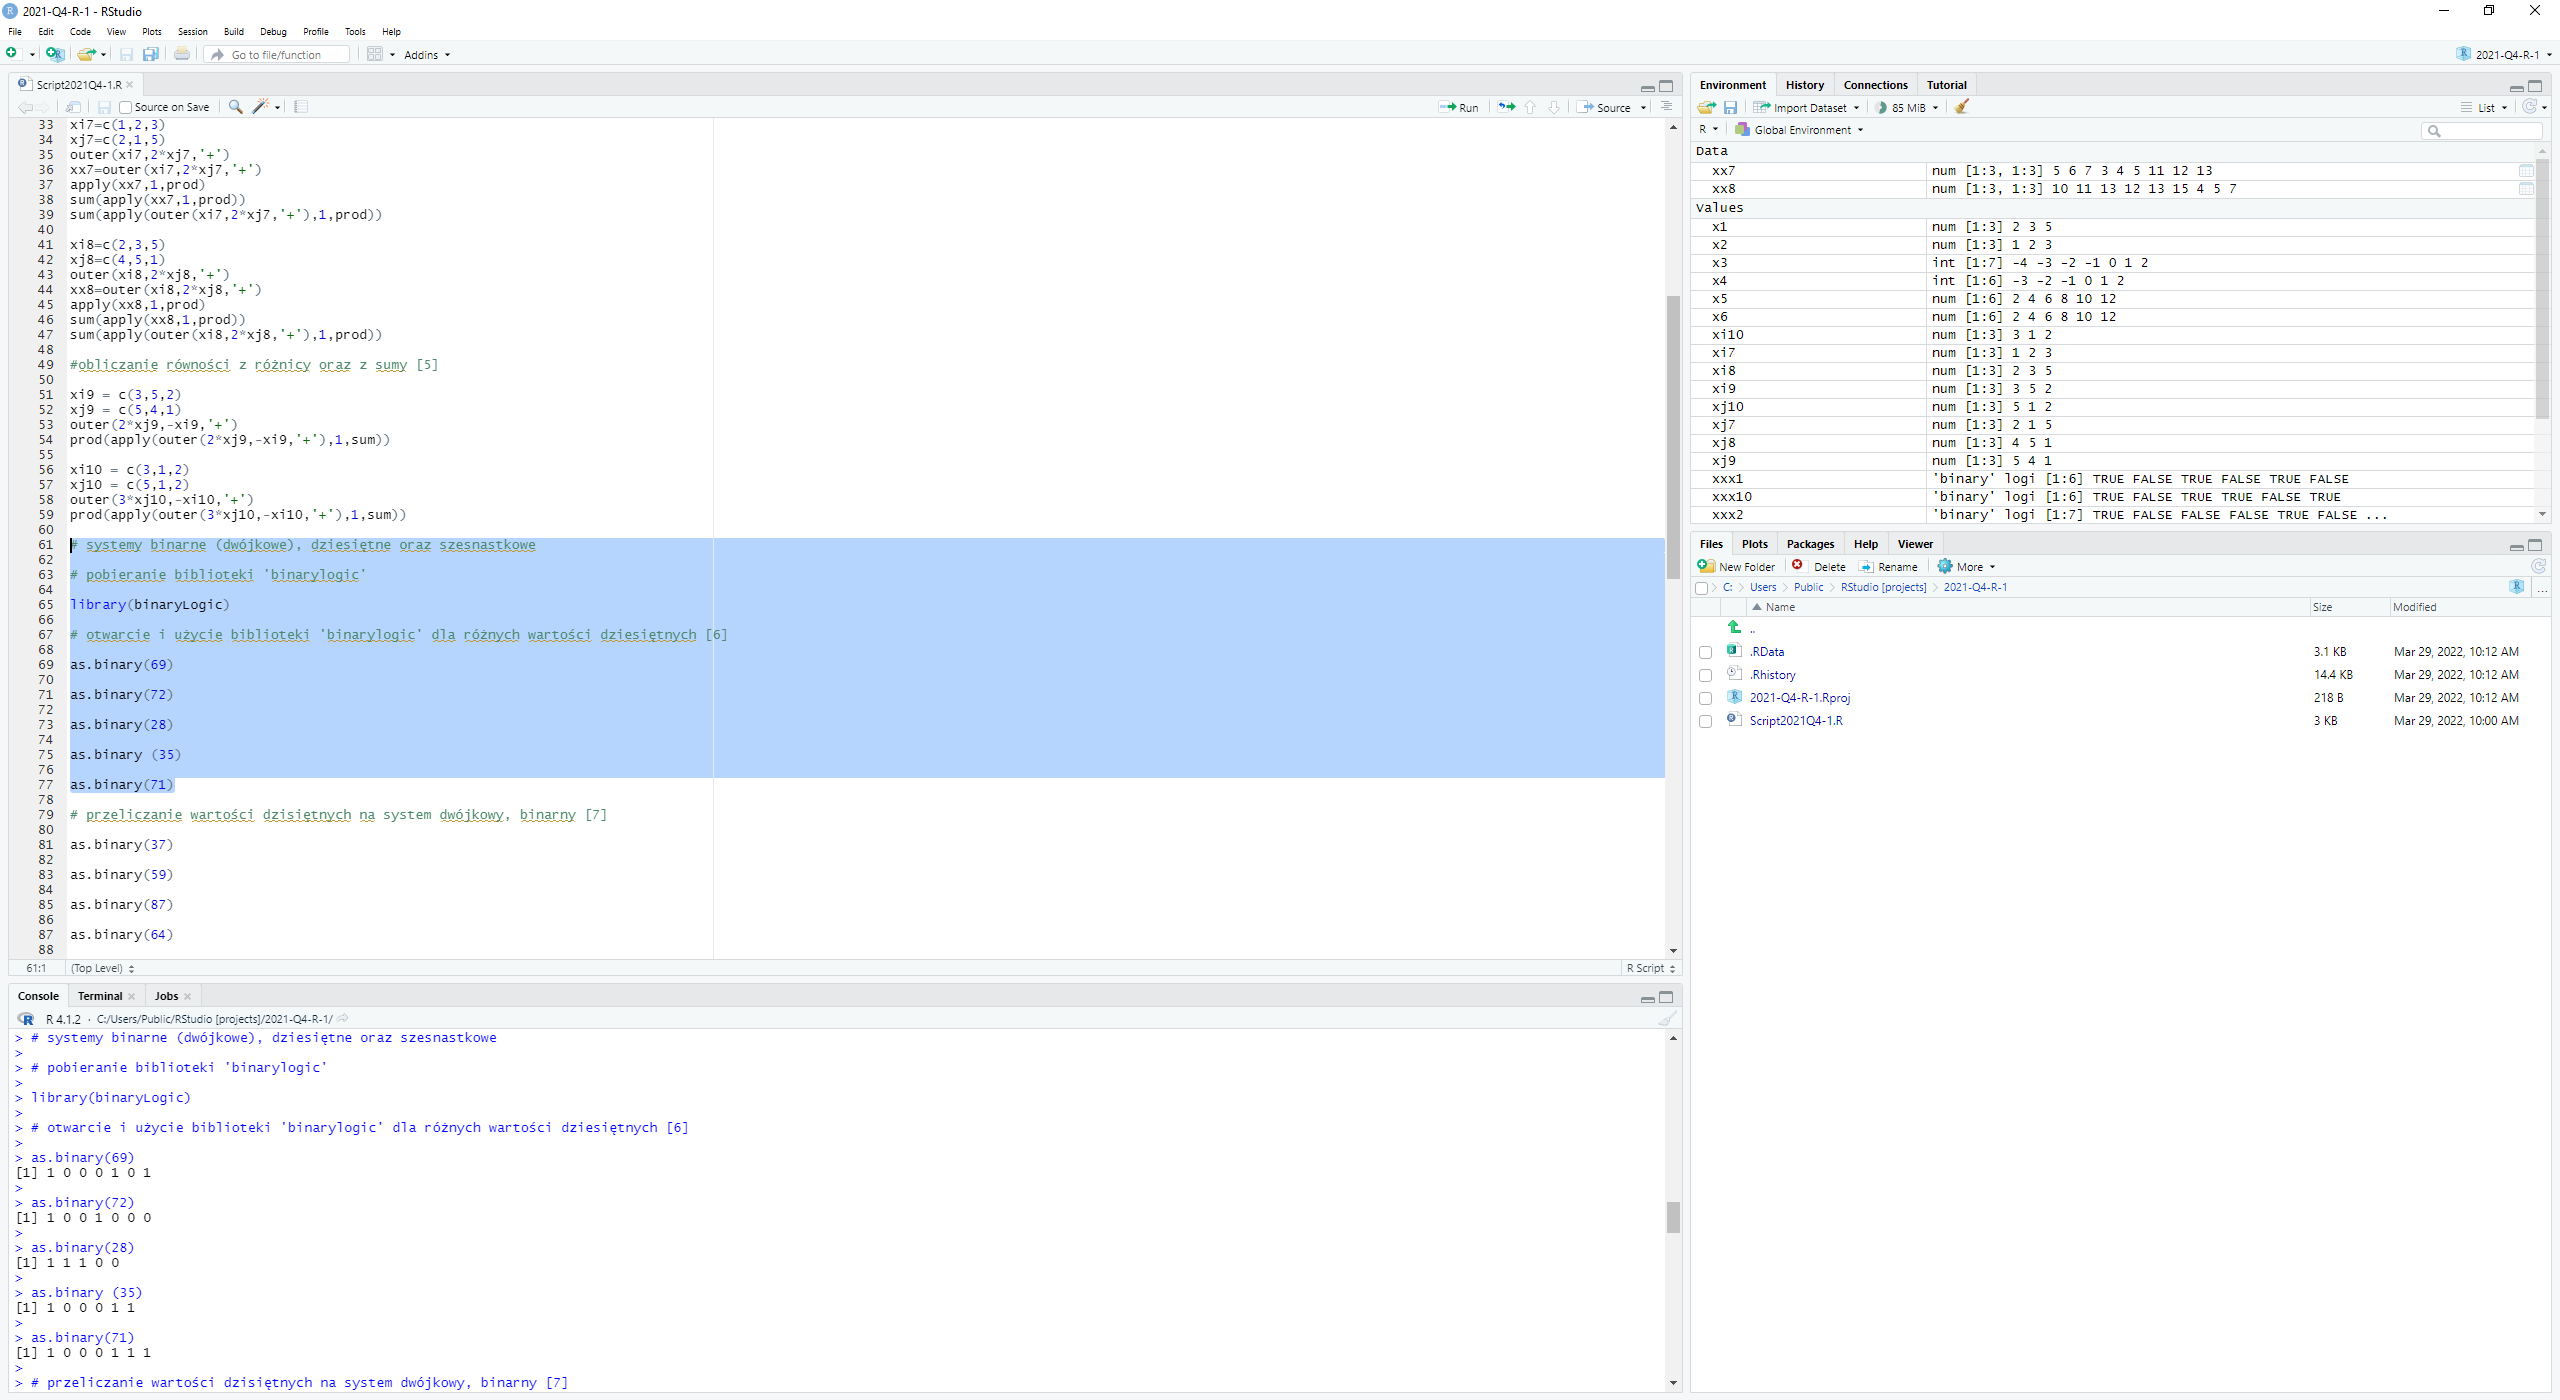 2021-Q4-R-1 - RStudio
File Edit Code View Plots Session Build Debug Profile Tools Help
Go to file/function Addins 2021-Q4-R-1
Script2021Q4-1.R
Source on Save Run Source
33 xi7=c(1,2,3)
34 xj7=c(2,1,5)
35 outer(xi7,2*xj7,'+')
36 xx7=outer(xi7,2*xj7,'+')
37 apply(xx7,1,prod)
38 sum(apply(xx7,1,prod))
39 sum(apply(outer(xi7,2*xj7,'+'),1,prod))
40
41 xi8=c(2,3,5)
42 xj8=c(4,5,1)
43 outer(xi8,2*xj8,'+')
44 xx8=outer(xi8,2*xj8,'+')
45 apply(xx8,1,prod)
46 sum(apply(xx8,1,prod))
47 sum(apply(outer(xi8,2*xj8,'+'),1,prod))
48
49 #obliczanie równości z różnicy oraz z sumy [5]
50
51 xi9 = c(3,5,2)
52 xj9 = c(5,4,1)
53 outer(2*xj9,-xi9,'+')
54 prod(apply(outer(2*xj9,-xi9,'+'),1,sum))
55
56 xi10 = c(3,1,2)
57 xj10 = c(5,1,2)
58 outer(3*xj10,-xi10,'+')
59 prod(apply(outer(3*xj10,-xi10,'+'),1,sum))
60
61 # systemy binarne (dwójkowe), dziesiętne oraz szesnastkowe
62
63 # pobieranie biblioteki 'binarylogic'
64
65 library(binaryLogic)
66
67 # otwarcie i użycie biblioteki 'binarylogic' dla różnych wartości dziesiętnych [6]
68
69 as.binary(69)
70
71 as.binary(72)
72
73 as.binary(28)
74
75 as.binary (35)
76
77 as.binary(71)
78
79 # przeliczanie wartości dzisiętnych na system dwójkowy, binarny [7]
80
81 as.binary(37)
82
83 as.binary(59)
84
85 as.binary(87)
86
87 as.binary(64)
88
61:1 (Top Level) R Script
Console Terminal Jobs
R 4.1.2 · C:/Users/Public/RStudio [projects]/2021-Q4-R-1/
> # systemy binarne (dwójkowe), dziesiętne oraz szesnastkowe
>
> # pobieranie biblioteki 'binarylogic'
>
> library(binaryLogic)
>
> # otwarcie i użycie biblioteki 'binarylogic' dla różnych wartości dziesiętnych [6]
>
> as.binary(69)
[1] 1 0 0 0 1 0 1
>
> as.binary(72)
[1] 1 0 0 1 0 0 0
>
> as.binary(28)
[1] 1 1 1 0 0
>
> as.binary (35)
[1] 1 0 0 0 1 1
>
> as.binary(71)
[1] 1 0 0 0 1 1 1
>
> # przeliczanie wartości dzisiętnych na system dwójkowy, binarny [7]
Environment History Connections Tutorial
Import Dataset 85 MiB List
R Global Environment
Data
xx7 num [1:3, 1:3] 5 6 7 3 4 5 11 12 13
xx8 num [1:3, 1:3] 10 11 13 12 13 15 4 5 7
Values
x1 num [1:3] 2 3 5
x2 num [1:3] 1 2 3
x3 int [1:7] -4 -3 -2 -1 0 1 2
x4 int [1:6] -3 -2 -1 0 1 2
x5 num [1:6] 2 4 6 8 10 12
x6 num [1:6] 2 4 6 8 10 12
xi10 num [1:3] 3 1 2
xi7 num [1:3] 1 2 3
xi8 num [1:3] 2 3 5
xi9 num [1:3] 3 5 2
xj10 num [1:3] 5 1 2
xj7 num [1:3] 2 1 5
xj8 num [1:3] 4 5 1
xj9 num [1:3] 5 4 1
xxx1 'binary' logi [1:6] TRUE FALSE TRUE FALSE TRUE FALSE
xxx10 'binary' logi [1:6] TRUE FALSE TRUE TRUE FALSE TRUE
xxx2 'binary' logi [1:7] TRUE FALSE FALSE FALSE TRUE FALSE ...
Files Plots Packages Help Viewer
New Folder Delete Rename More
C: Users Public RStudio [projects] 2021-Q4-R-1 ...
Name Size Modified
..
.RData 3.1 KB Mar 29, 2022, 10:12 AM
.Rhistory 14.4 KB Mar 29, 2022, 10:12 AM
2021-Q4-R-1.Rproj 218 B Mar 29, 2022, 10:12 AM
Script2021Q4-1.R 3 KB Mar 29, 2022, 10:00 AM